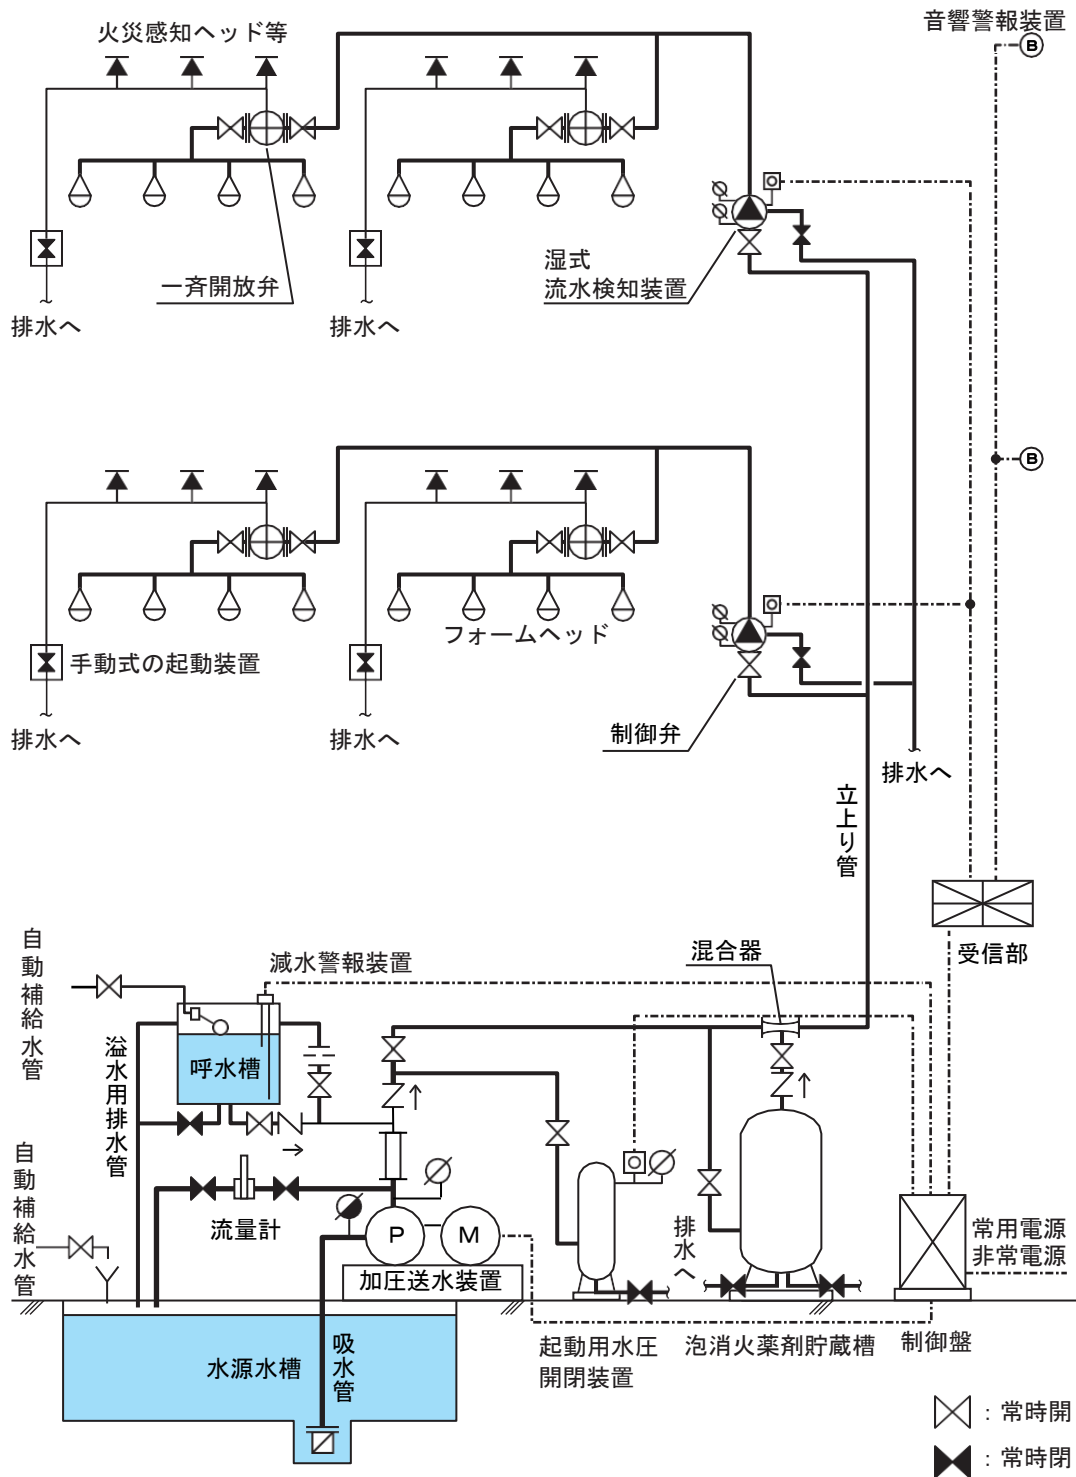 火災感知ヘッド等
音響警報装置
B
一斉開放弁
湿式
流水検知装置
排水へ
排水へ
B
フォームヘッド
手動式の起動装置
制御弁
排水へ
排水へ
排水へ
立上り管
受信部
自動補給水管
減水警報装置
混合器
呼水槽
溢水用排水管
自動補給水管
流量計
P
M
加圧送水装置
排水へ
常用電源
非常電源
水源水槽
吸水管
起動用水圧
開閉装置
泡消火薬剤貯蔵槽
制御盤
：常時開
：常時閉